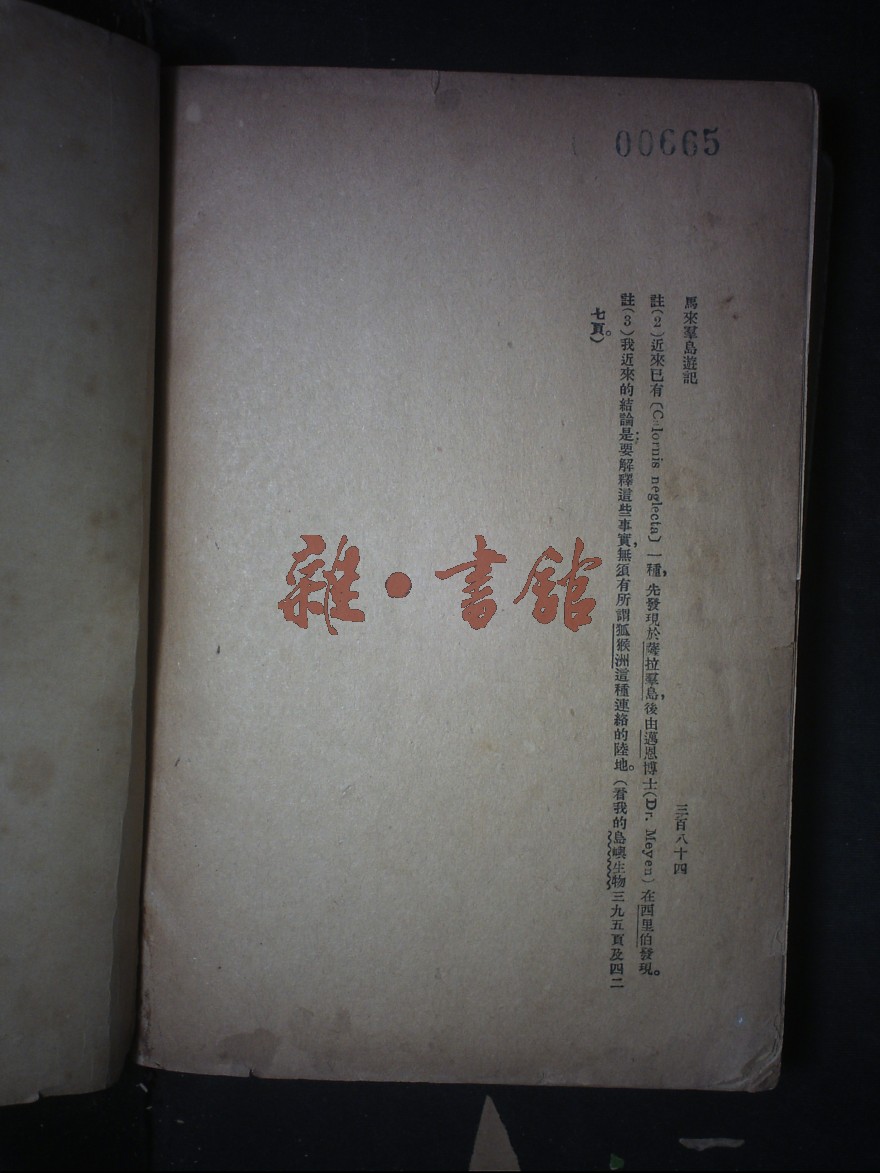 00665
馬來羣島遊記
三百八十四
註(2)近來已有〔Calornis neglecta〕一種，先發現於薩拉羣島，後由邁恩博士(Dr. Meyen)在西里伯發現。
註(3)我近來的結論是：要解釋這些事實，無須有所謂狐猴洲這種連絡的陸地。(看我的島嶼生物三九五頁及四二
七頁。)
雜·書館